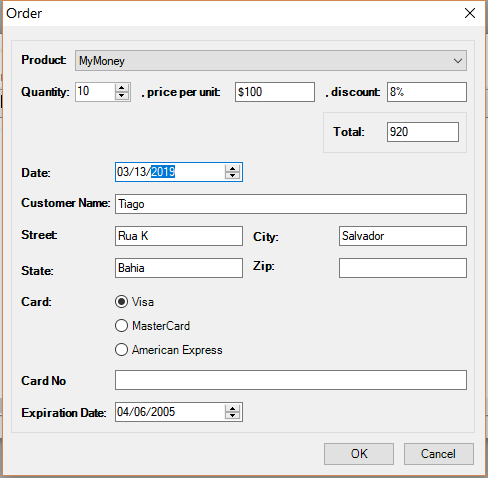 Order
Product: MyMoney
Quantity: 10 , price per unit: $100 , discount: 8%
Total: 920
Date: 03/13/2019
Customer Name: Tiago
Street: Rua K City: Salvador
State: Bahia Zip:
Card: Visa
MasterCard
American Express
Card No
Expiration Date: 04/06/2005
OK Cancel